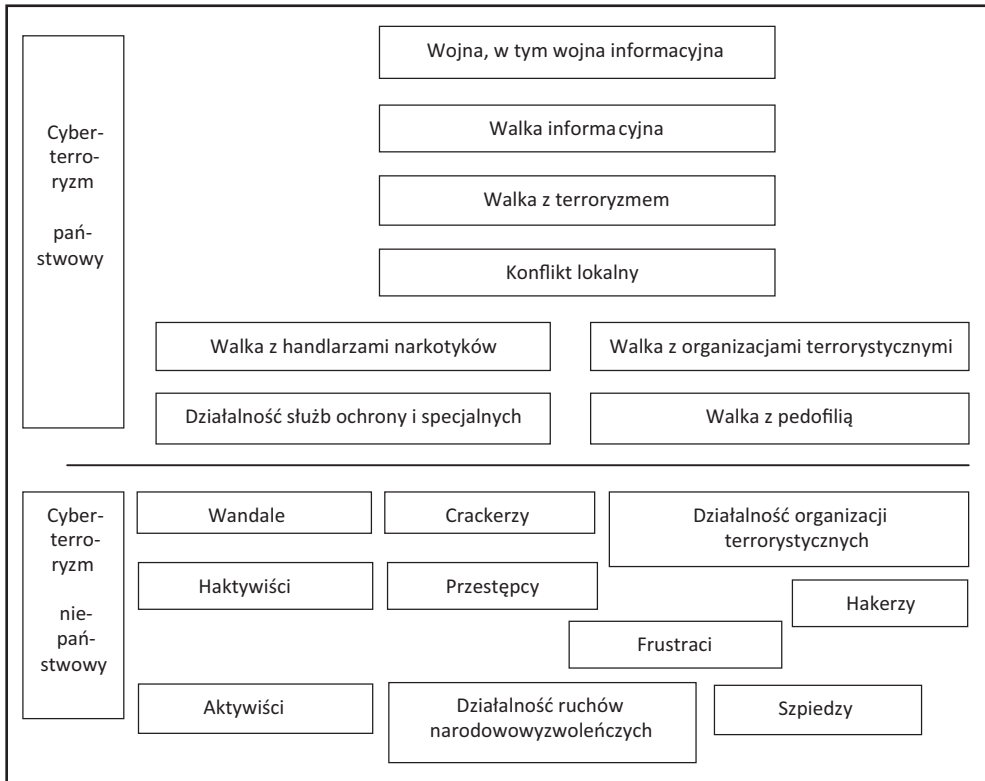 Cyber-
terro-
ryzm
pań-
stwowy
Wojna, w tym wojna informacyjna
Walka informacyjna
Walka z terroryzmem
Konflikt lokalny
Walka z handlarzami narkotyków
Walka z organizacjami terrorystycznymi
Działalność służb ochrony i specjalnych
Walka z pedofilią
Cyber-
terro-
ryzm
nie-
pań-
stwowy
Wandale
Crackerzy
Działalność organizacji
terrorystycznych
Haktywiści
Przestępcy
Hakerzy
Frustraci
Aktywiści
Działalność ruchów
narodowowyzwoleńczych
Szpiedzy